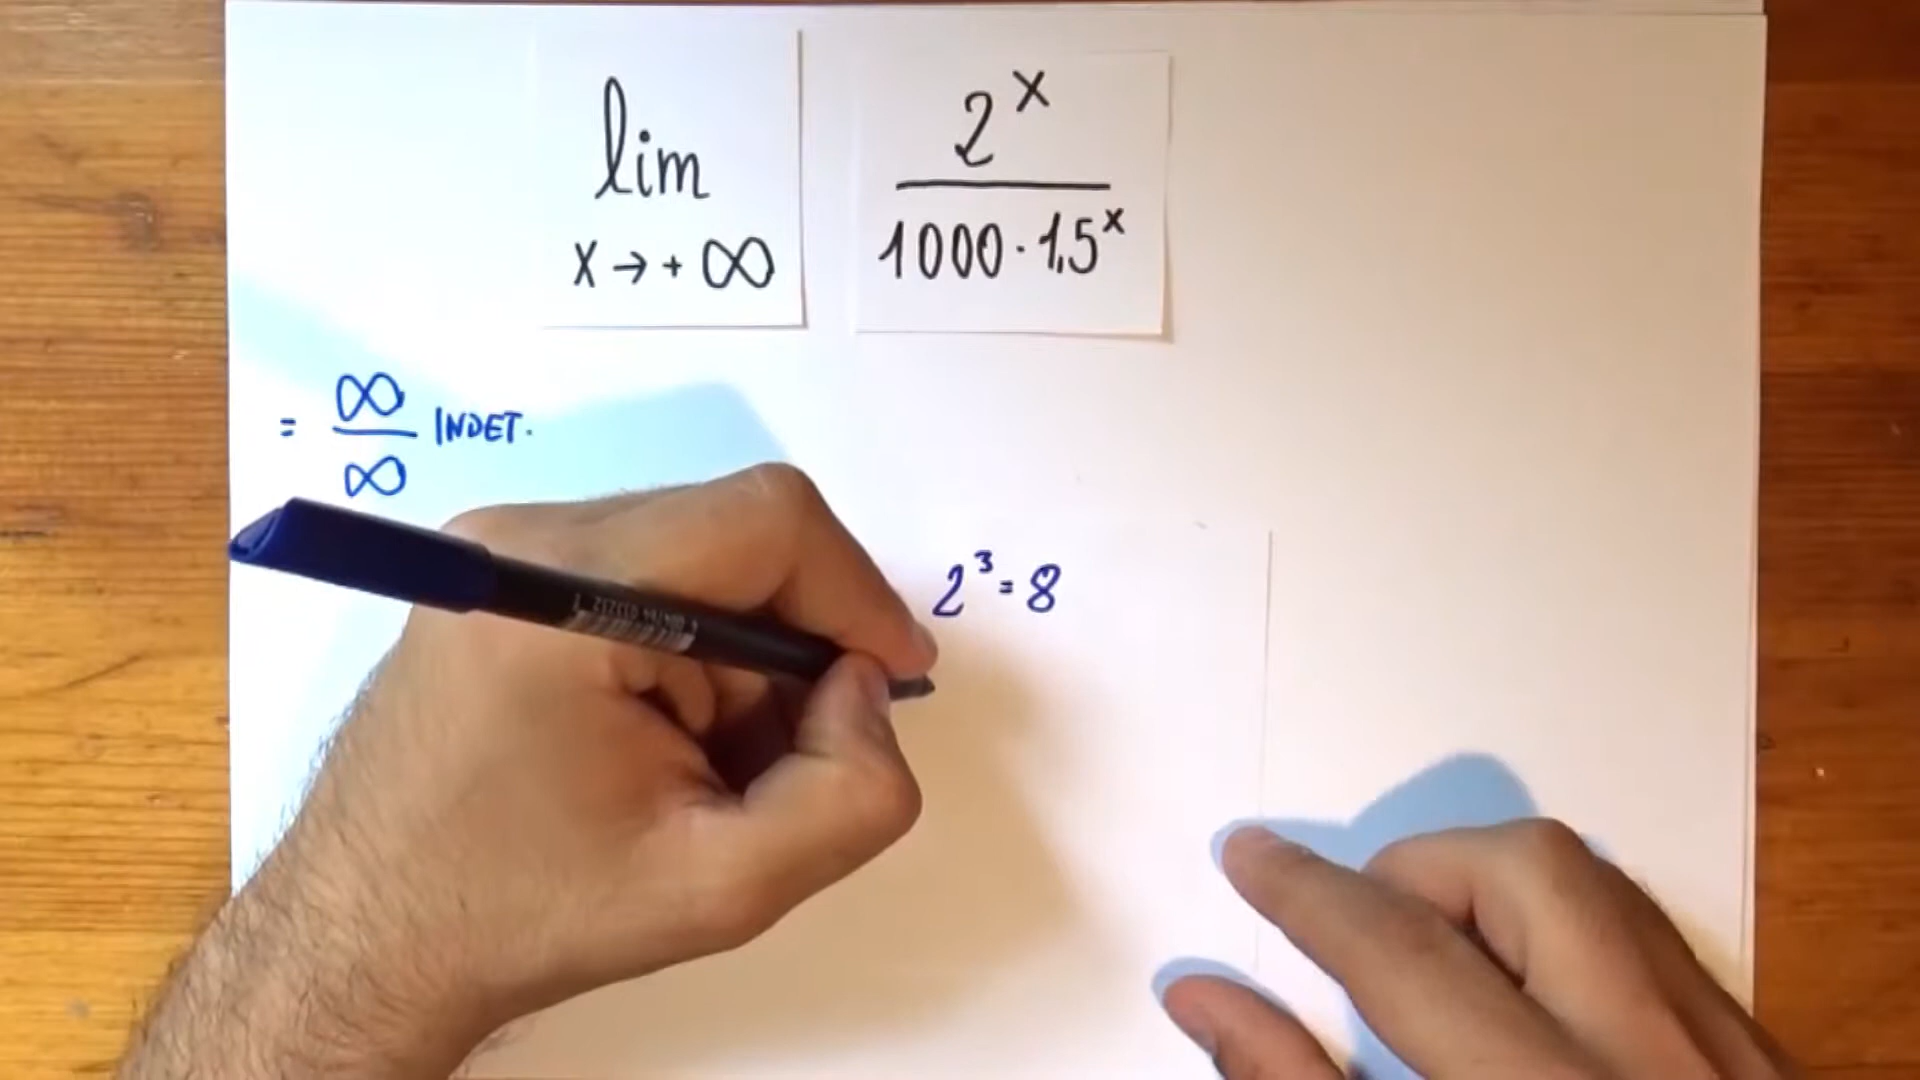 lim
x→+∞
2^x
1000·1,5^x
= ∞/∞ INDET.
2³=8